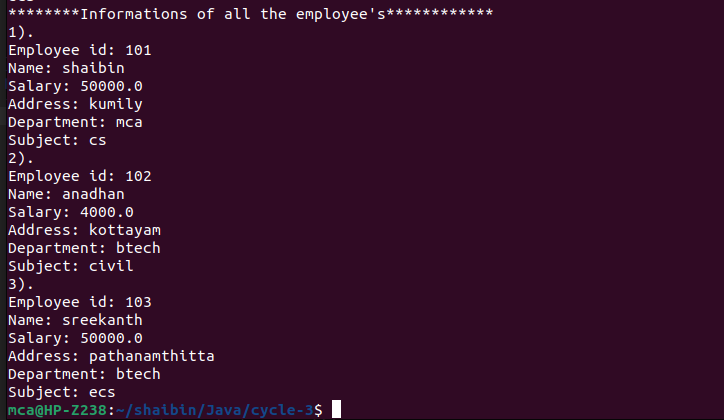 ********Informations of all the employee's************
1).
Employee id: 101
Name: shaibin
Salary: 50000.0
Address: kumily
Department: mca
Subject: cs
2).
Employee id: 102
Name: anadhan
Salary: 4000.0
Address: kottayam
Department: btech
Subject: civil
3).
Employee id: 103
Name: sreekanth
Salary: 50000.0
Address: pathanamthitta
Department: btech
Subject: ecs
mca@HP-Z238:~/shaibin/Java/cycle-3$